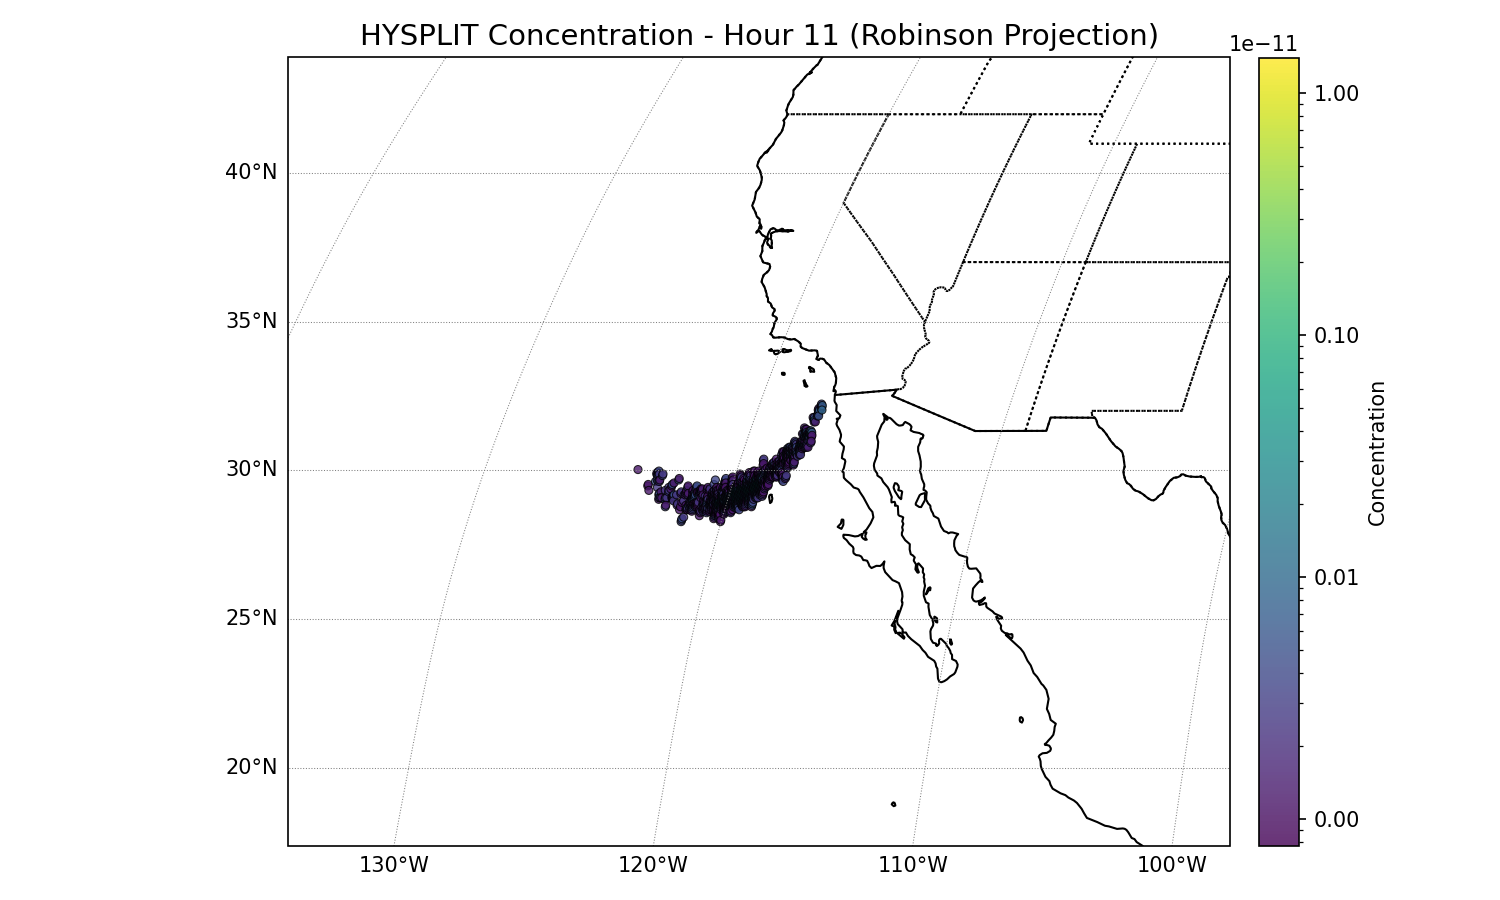 HYSPLIT Concentration - Hour 11 (Robinson Projection)
1e−11
1.00
40°N
35°N
0.10
30°N
Concentration
0.01
25°N
20°N
0.00
130°W 120°W 110°W 100°W